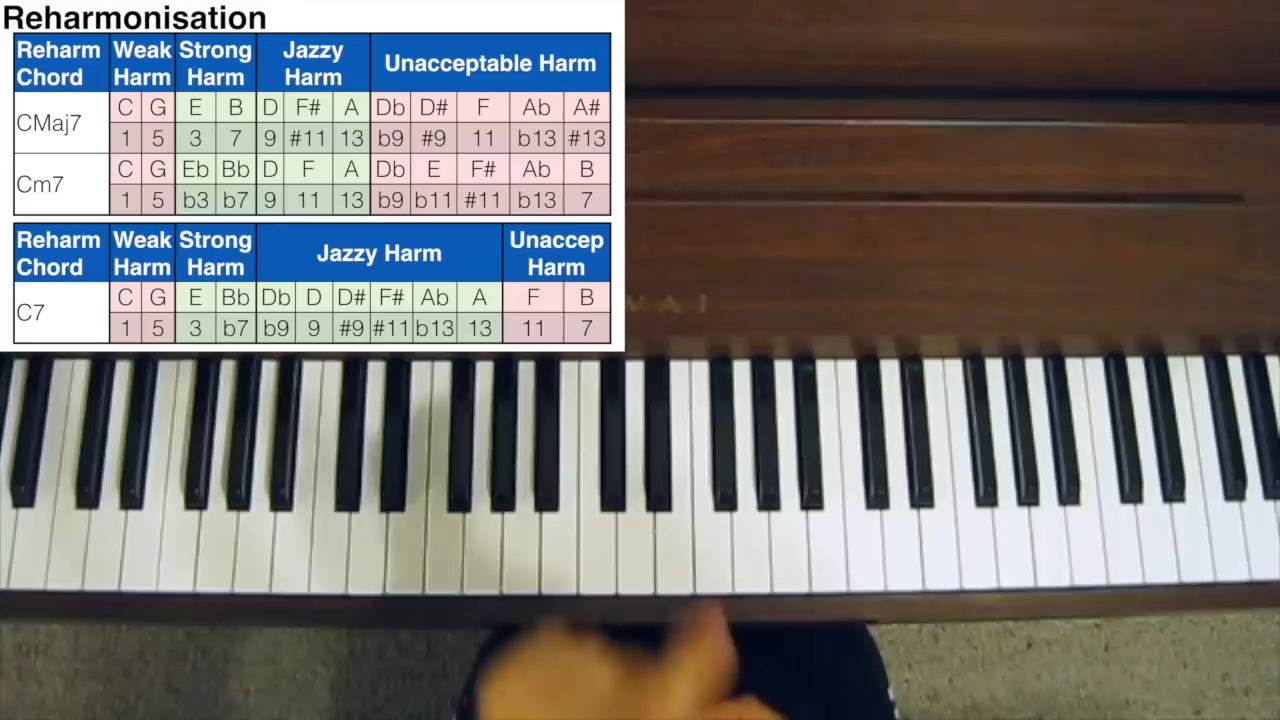 Reharmonisation
Reharm Chord Weak Harm Strong Harm Jazzy Harm Unacceptable Harm
CMaj7 C G E B D F# A Db D# F Ab A#
1 5 3 7 9 #11 13 b9 #9 11 b13 #13
Cm7 C G Eb Bb D F A Db E F# Ab B
1 5 b3 b7 9 11 13 b9 b11 #11 b13 7
Reharm Chord Weak Harm Strong Harm Jazzy Harm Unaccep Harm
C7 C G E Bb Db D D# F# Ab A F B
1 5 3 b7 b9 9 #9 #11 b13 13 11 7